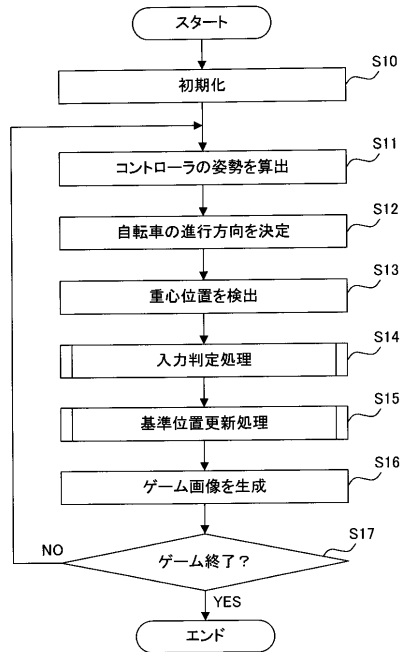 スタート
S10
初期化
S11
コントローラの姿勢を算出
S12
自転車の進行方向を決定
S13
重心位置を検出
S14
入力判定処理
S15
基準位置更新処理
S16
ゲーム画像を生成
S17
NO
ゲーム終了？
YES
エンド